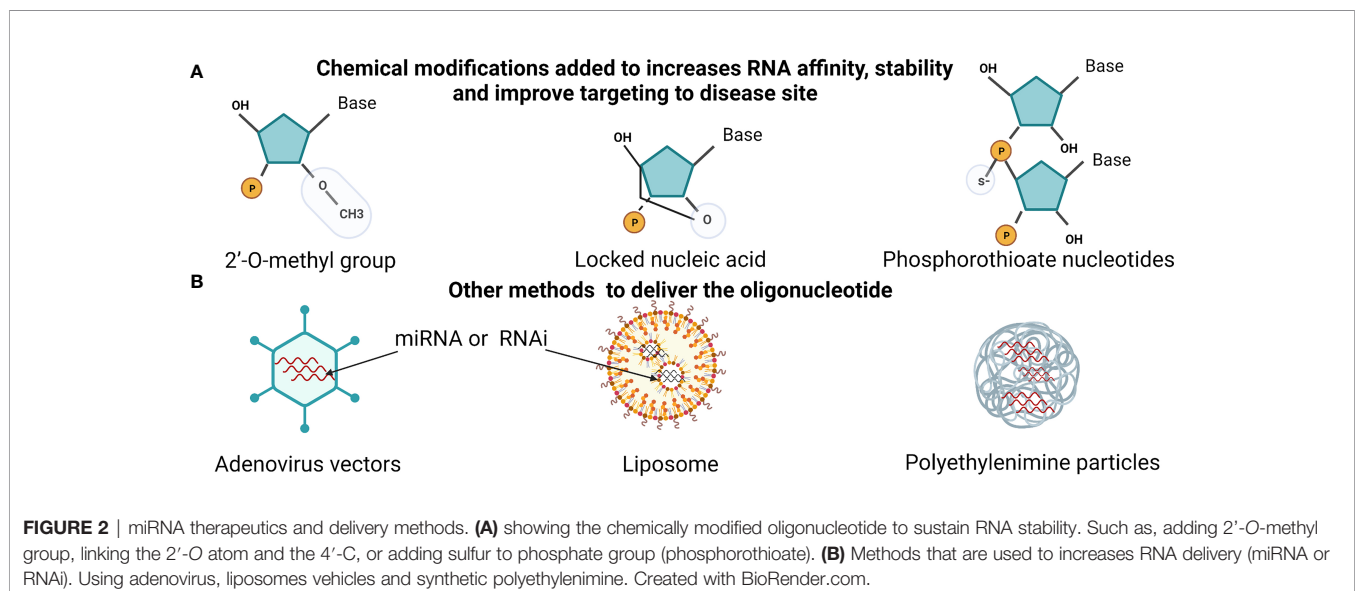 A
Chemical modifications added to increases RNA affinity, stability
and improve targeting to disease site
OH
Base
P
O
CH3
2’-O-methyl group
OH
Base
P
O
Locked nucleic acid
OH
Base
P
OH
S-
Base
P
OH
Phosphorothioate nucleotides
B
Other methods to deliver the oligonucleotide
miRNA or RNAi
Adenovirus vectors
Liposome
Polyethylenimine particles
FIGURE 2 | miRNA therapeutics and delivery methods. (A) showing the chemically modified oligonucleotide to sustain RNA stability. Such as, adding 2’-O-methyl
group, linking the 2′-O atom and the 4′-C, or adding sulfur to phosphate group (phosphorothioate). (B) Methods that are used to increases RNA delivery (miRNA or
RNAi). Using adenovirus, liposomes vehicles and synthetic polyethylenimine. Created with BioRender.com.